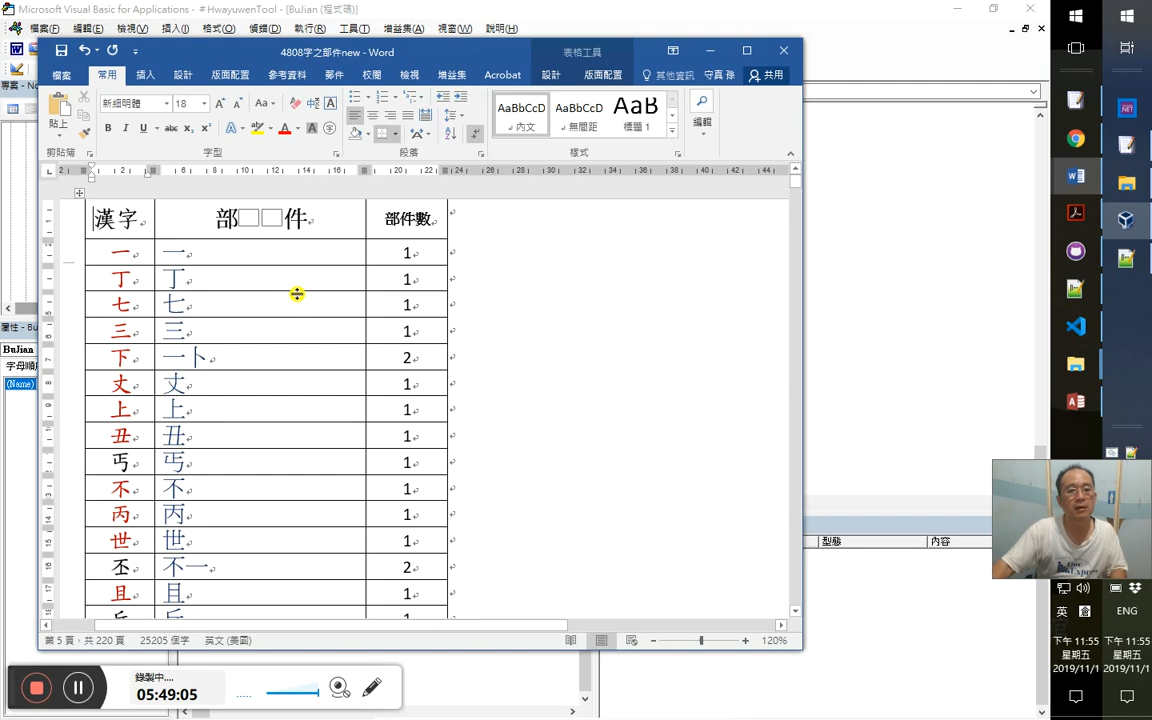 Microsoft Visual Basic for Applications - #HwayuwenTool - [BuJian (程式碼)]
檔案(F) 編輯(E) 檢視(V) 插入(I) 格式(O) 偵錯(D) 執行(R) 工具(T) 增益集(A) 視窗(W) 說明(H)
4808字之部件new - Word
表格工具
檔案 常用 插入 設計 版面配置 參考資料 郵件 校閱 檢視 增益集 Acrobat 設計 版面配置 其他資訊 守真 孫 共用
新細明體 18
貼上
剪貼簿 字型 段落 樣式
AaBbCcD AaBbCcD AaB
內文 無間距 標題 1
編輯
漢字 部□□件 部件數
一 一 1
丁 丁 1
七 七 1
三 三 1
下 一卜 2
丈 丈 1
上 上 1
丑 丑 1
丐 丐 1
不 不 1
丙 丙 1
世 世 1
丕 不一 2
且 且 1
第 5 頁，共 220 頁 25205 個字 英文 (美國)
120%
BuJian
字母順
(Name)
型態 內容
錄製中....
05:49:05
英 倉 ENG
下午 11:55 下午 11:55
星期五 星期五
2019/11/1 2019/11/1